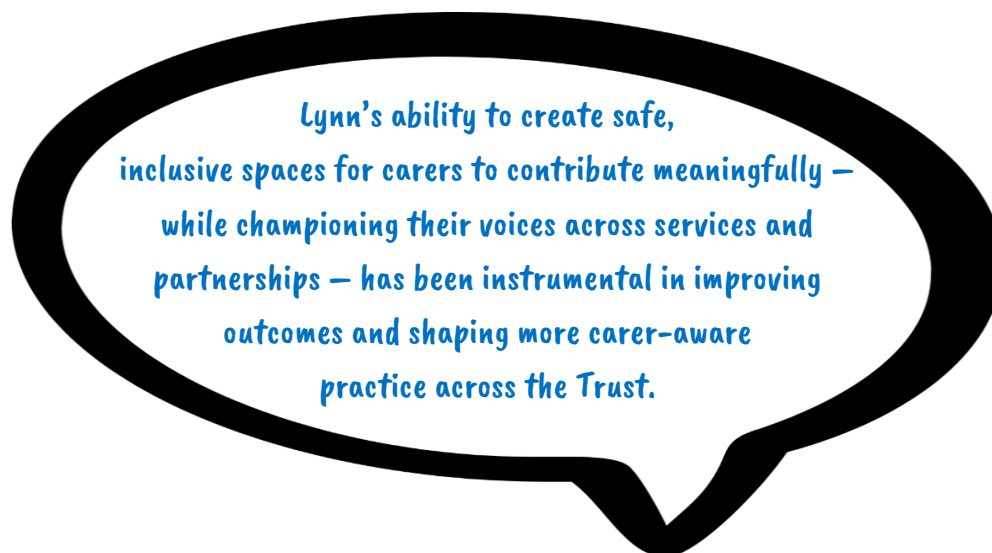 Lynn’s ability to create safe,
inclusive spaces for carers to contribute meaningfully –
while championing their voices across services and
partnerships – has been instrumental in improving
outcomes and shaping more carer-aware
practice across the Trust.